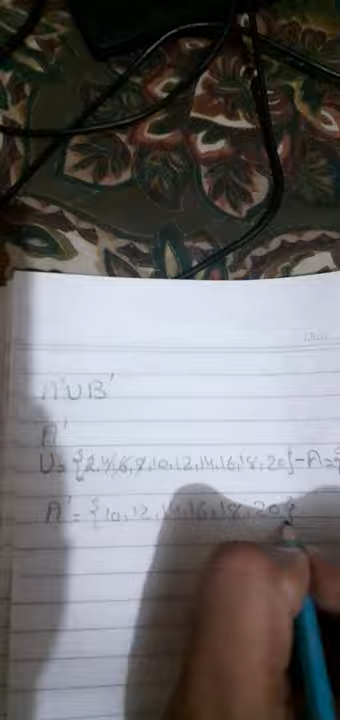 A'UB'
A'
U= {2,4,6,8,10,12,14,16,18,20}-A={
A' = {10,12,14,16,18,20}